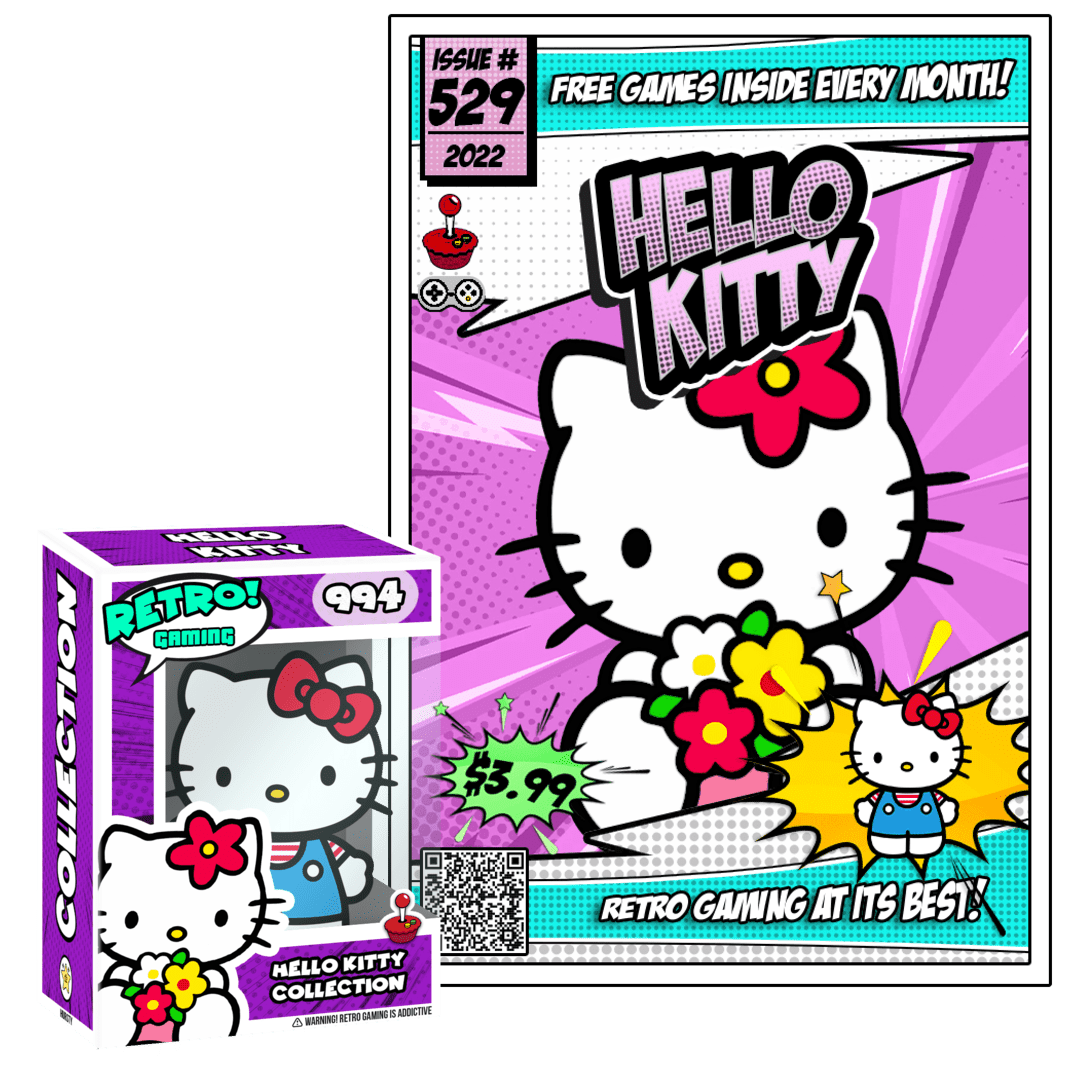 ISSUE #
529
2022
FREE GAMES INSIDE EVERY MONTH!
HELLO
KITTY
$3.99
RETRO GAMING AT ITS BEST!
HELLO
KITTY
RETRO!
GAMING
994
COLLECTION
HELLO KITTY
COLLECTION
WARNING! RETRO GAMING IS ADDICTIVE